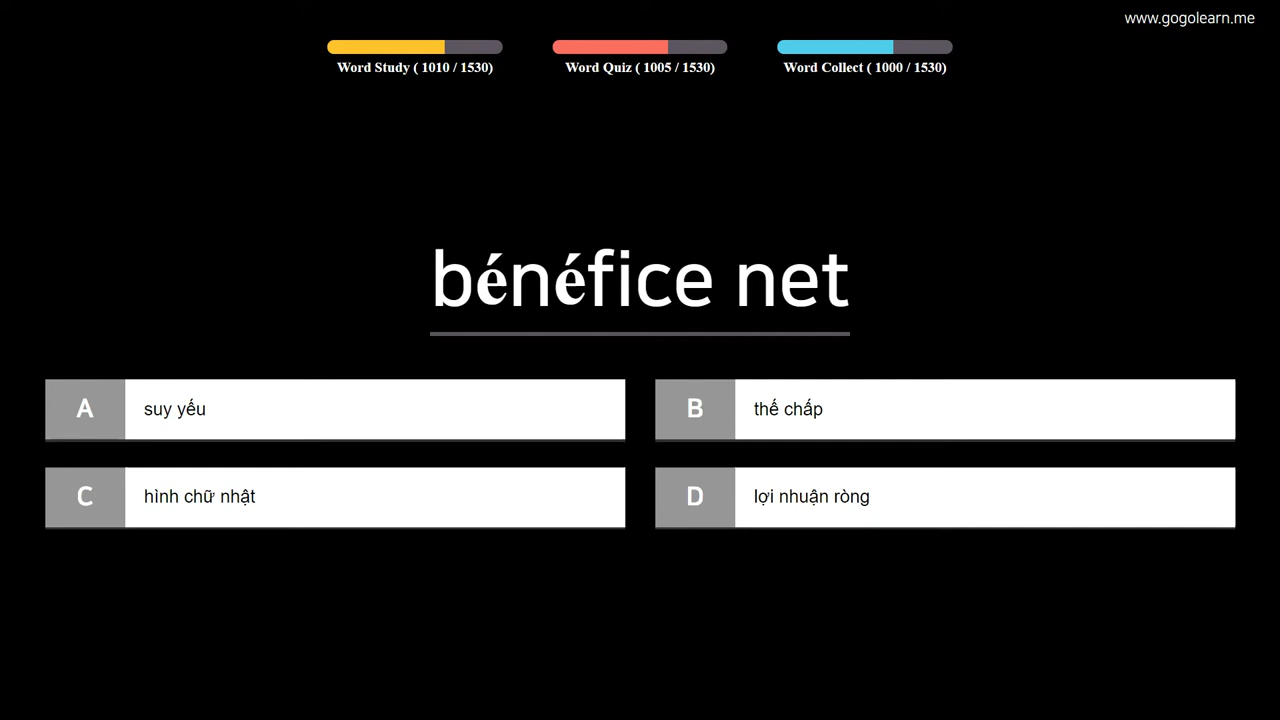 www.gogolearn.me
Word Study ( 1010 / 1530)
Word Quiz ( 1005 / 1530)
Word Collect ( 1000 / 1530)
bénéfice net
A suy yếu
B thế chấp
C hình chữ nhật
D lợi nhuận ròng